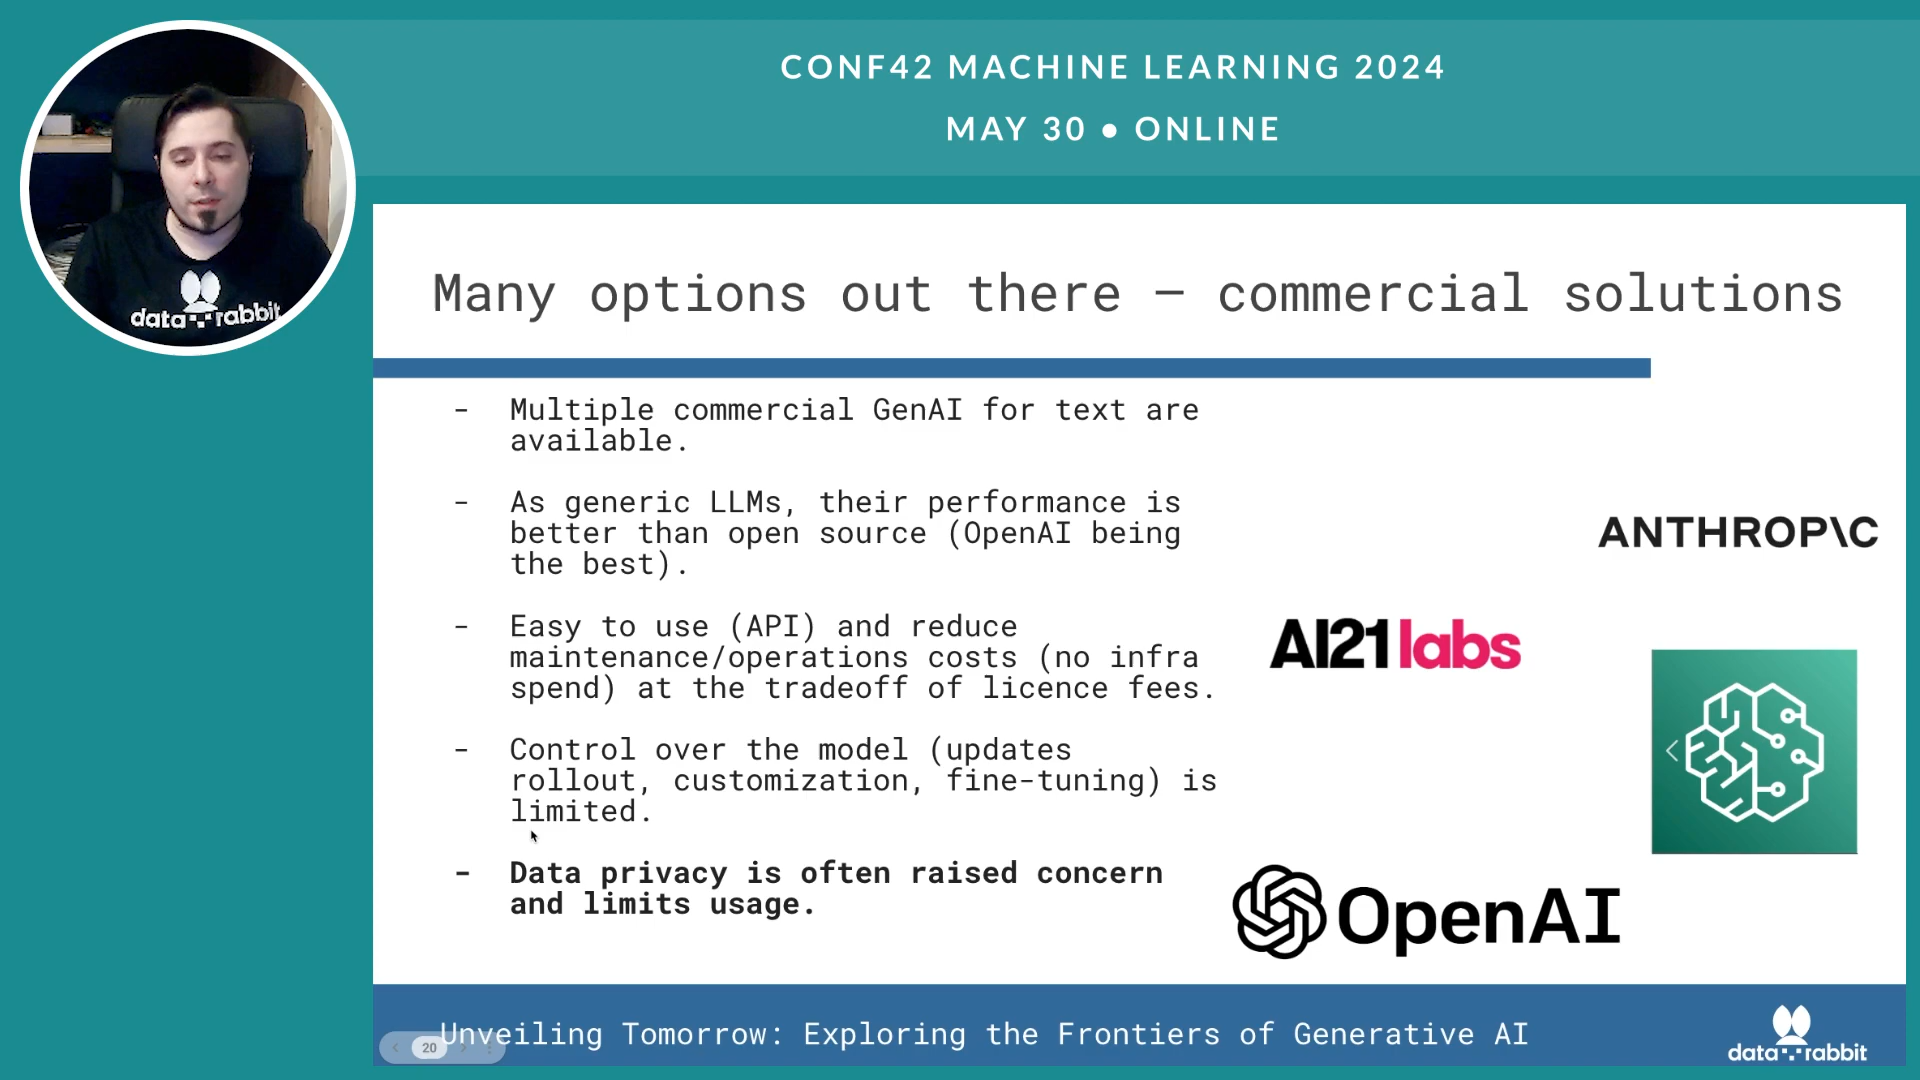 CONF42 MACHINE LEARNING 2024
MAY 30 ● ONLINE
data rabbit
Many options out there – commercial solutions
- Multiple commercial GenAI for text are
available.
- As generic LLMs, their performance is
better than open source (OpenAI being
the best).
- Easy to use (API) and reduce
maintenance/operations costs (no infra
spend) at the tradeoff of licence fees.
- Control over the model (updates
rollout, customization, fine-tuning) is
limited.
- Data privacy is often raised concern
and limits usage.
ANTHROP\C
AI21labs
OpenAI
Unveiling Tomorrow: Exploring the Frontiers of Generative AI
20
data rabbit